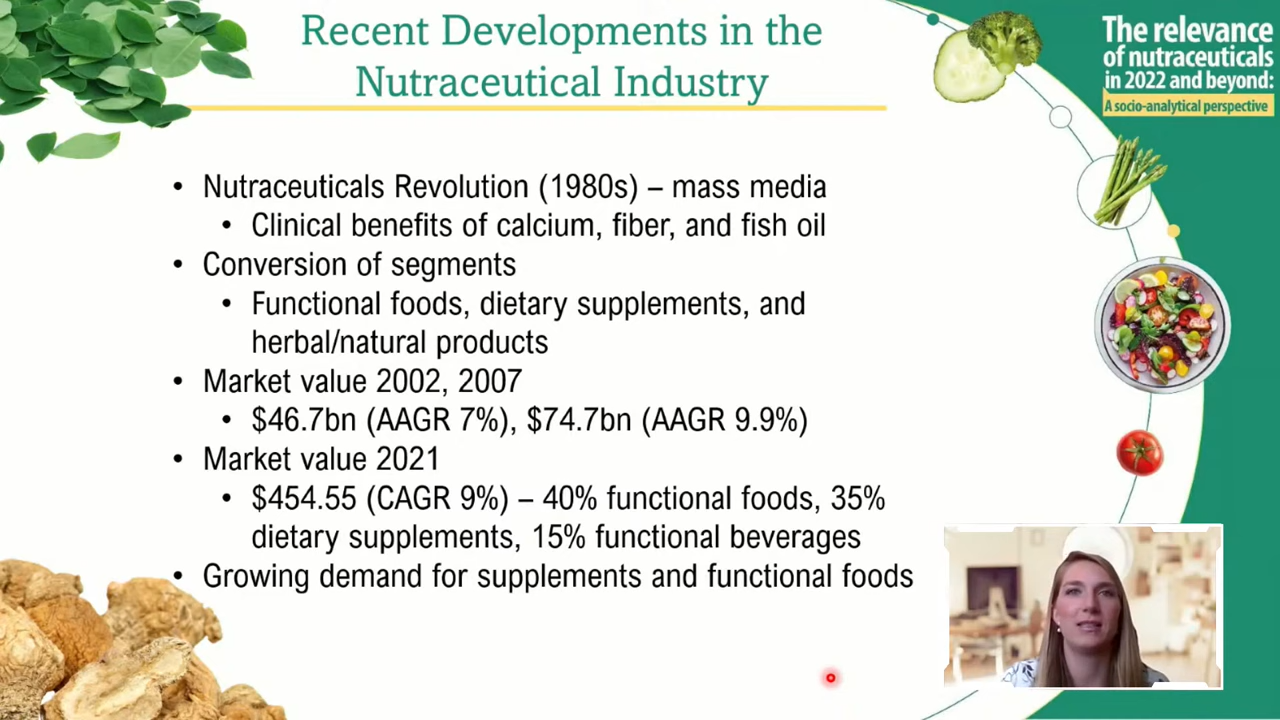 Recent Developments in the
Nutraceutical Industry
The relevance
of nutraceuticals
in 2022 and beyond:
A socio-analytical perspective
• Nutraceuticals Revolution (1980s) – mass media
• Clinical benefits of calcium, fiber, and fish oil
• Conversion of segments
• Functional foods, dietary supplements, and
herbal/natural products
• Market value 2002, 2007
• $46.7bn (AAGR 7%), $74.7bn (AAGR 9.9%)
• Market value 2021
• $454.55 (CAGR 9%) – 40% functional foods, 35%
dietary supplements, 15% functional beverages
• Growing demand for supplements and functional foods